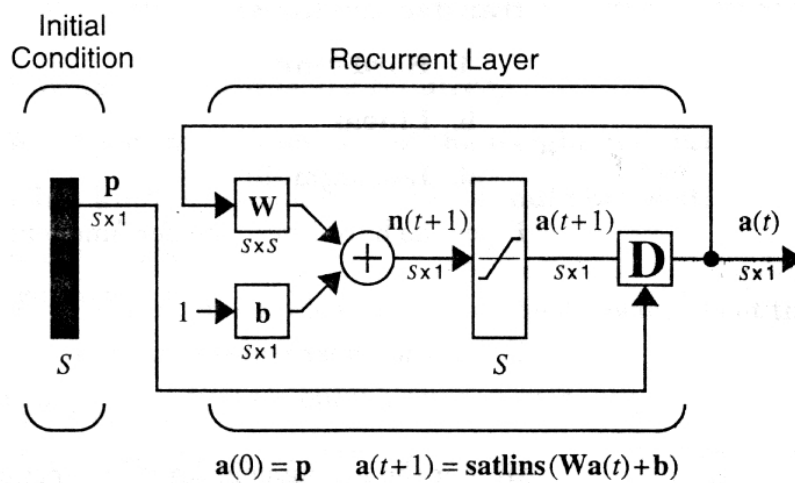 Initial
Condition
Recurrent Layer
p
S x 1
W
S x S
n(t+1)
S x 1
a(t+1)
S x 1
D
a(t)
S x 1
1
b
S x 1
S
S
a(0) = p a(t+1) = satlins(Wa(t)+b)